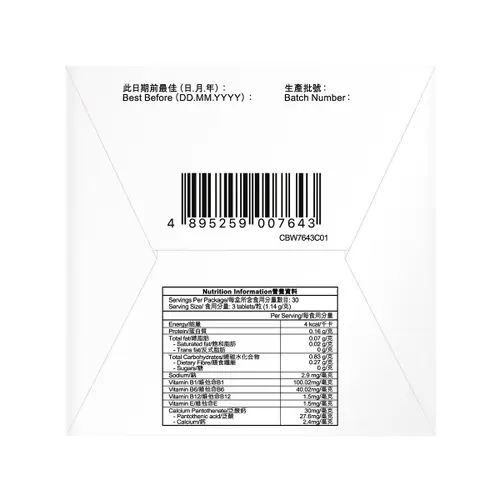 此日期前最佳 (日,月,年) :
Best Before (DD.MM.YYYY) :
生產批號 :
Batch Number :
4 895259 007643
CBW7643C01
Nutrition Information營養資料
Servings Per Package/每盒所含食用分量數目: 30
Serving Size/ 食用分量: 3 tablets/粒 (1.14 g/克)
Per Serving/每食用分量
Energy/能量 4 kcal/千卡
Protein/蛋白質 0.16 g/克
Total fat/總脂肪 0.07 g/克
- Saturated fat/飽和脂肪 0.02 g/克
- Trans fat/反式脂肪 0 g/克
Total Carbohydrates/總碳水化合物 0.83 g/克
- Dietary Fibre/膳食纖維 0.27 g/克
- Sugars/糖 0 g/克
Sodium/鈉 2.9 mg/毫克
Vitamin B1/維他命B1 100.02mg/毫克
Vitamin B6/維他命B6 40.02mg/毫克
Vitamin B12/維他命B12 1.5mg/毫克
Vitamin E/維他命E 1.5mg/毫克
Calcium Pantothenate/泛酸鈣 30mg/毫克
- Pantothenic acid/泛酸 27.6mg/毫克
- Calcium/鈣 2.4mg/毫克